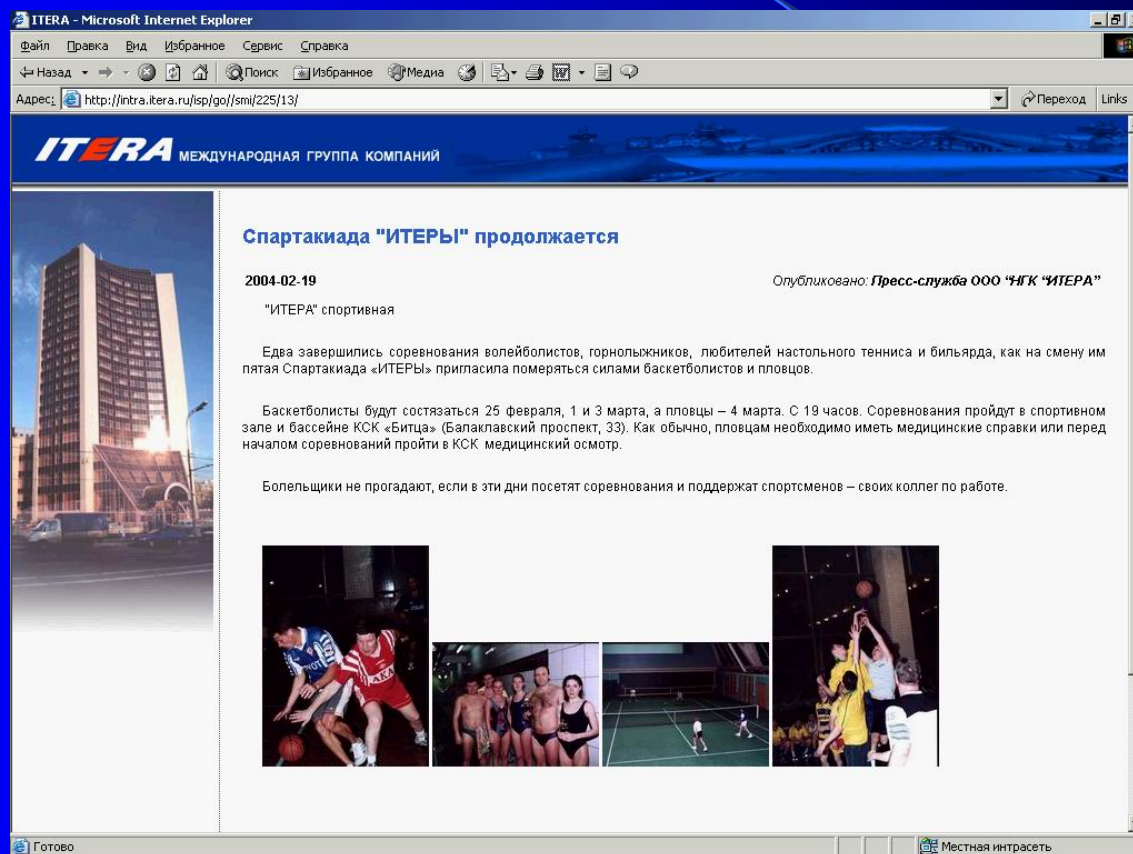 ITERA - Microsoft Internet Explorer
Файл Правка Вид Избранное Сервис Справка
Назад Поиск Избранное Медиа
Адрес: http://intra.itera.ru/isp/go//smi/225/13/ Переход Links
ITERA МЕЖДУНАРОДНАЯ ГРУППА КОМПАНИЙ
Спартакиада "ИТЕРЫ" продолжается
2004-02-19 Опубликовано: Пресс-служба ООО “НГК “ИТЕРА”
"ИТЕРА" спортивная
Едва завершились соревнования волейболистов, горнолыжников, любителей настольного тенниса и бильярда, как на смену им
пятая Спартакиада «ИТЕРЫ» пригласила померяться силами баскетболистов и пловцов.
Баскетболисты будут состязаться 25 февраля, 1 и 3 марта, а пловцы – 4 марта. С 19 часов. Соревнования пройдут в спортивном
зале и бассейне КСК «Битца» (Балаклавский проспект, 33). Как обычно, пловцам необходимо иметь медицинские справки или перед
началом соревнований пройти в КСК медицинский осмотр.
Болельщики не прогадают, если в эти дни посетят соревнования и поддержат спортсменов – своих коллег по работе.
Готово Местная интрасеть